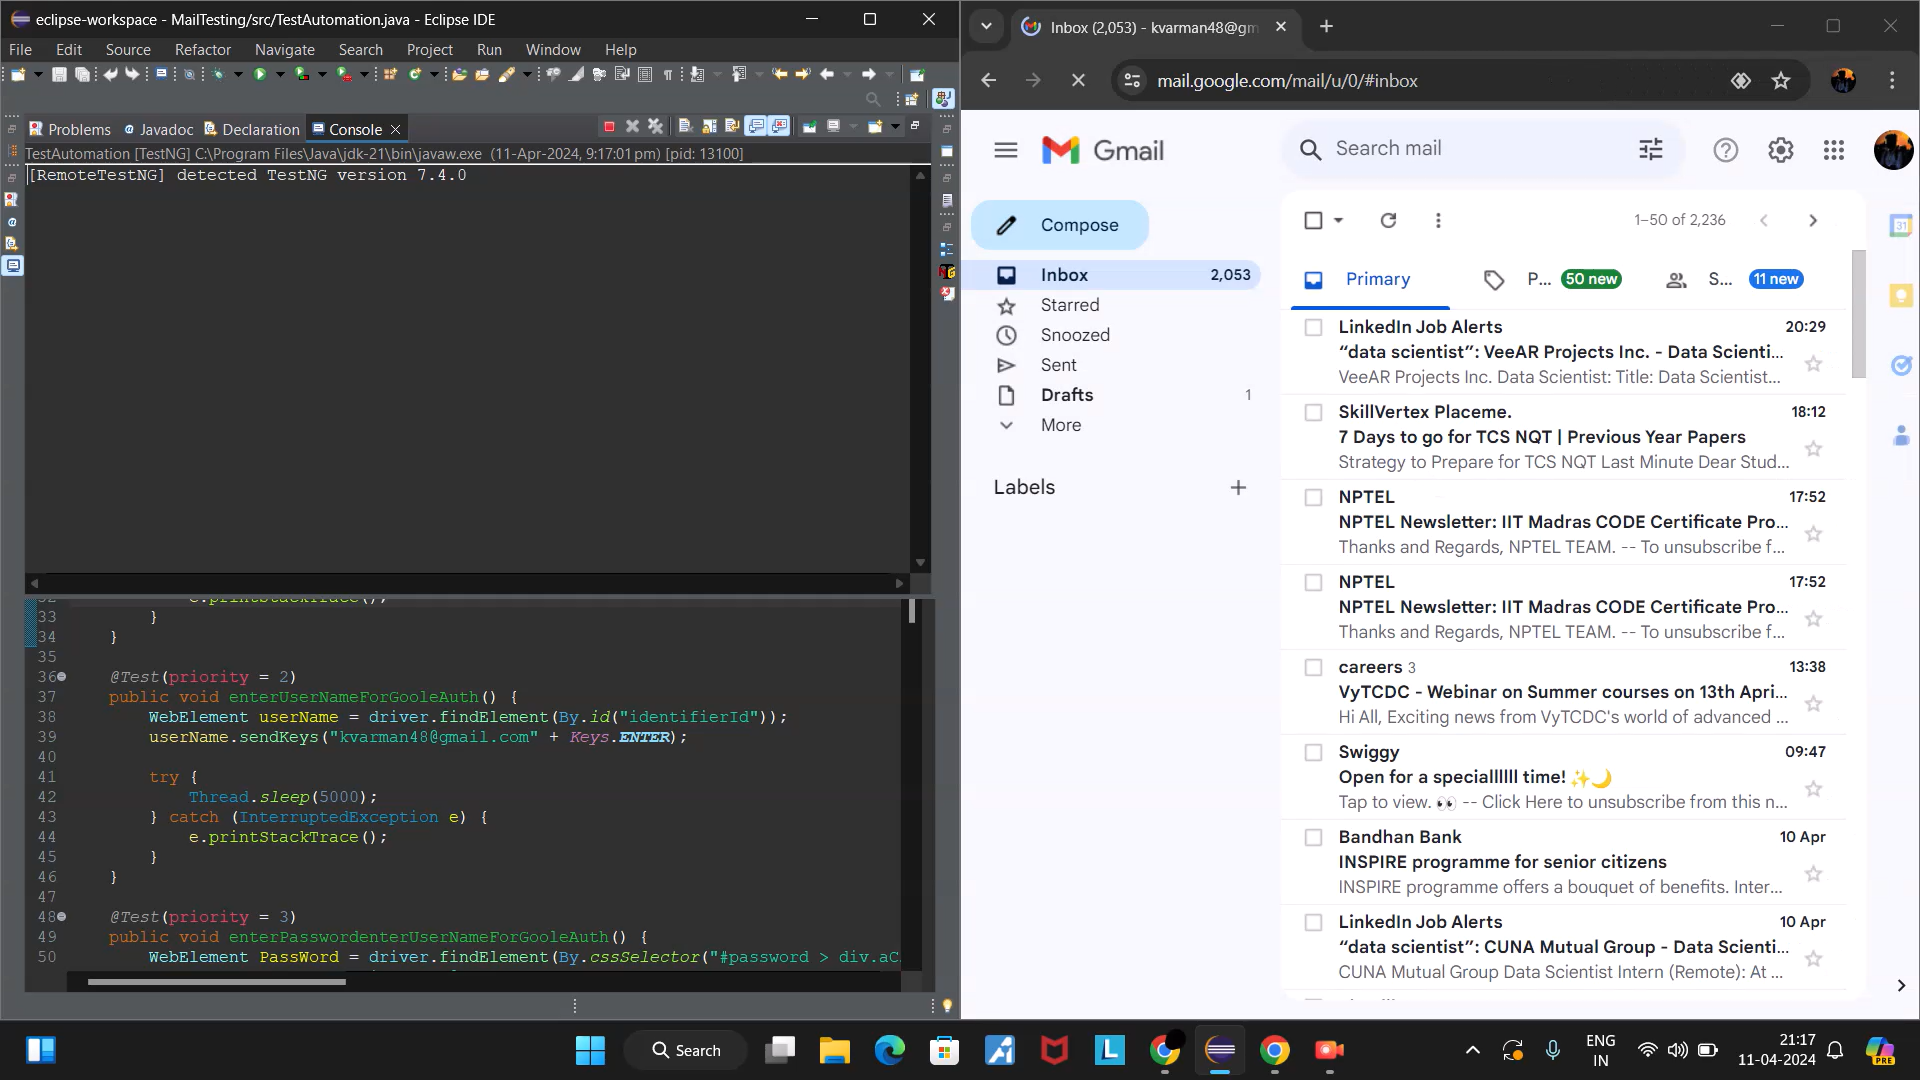 eclipse-workspace - MailTesting/src/TestAutomation.java - Eclipse IDE
File Edit Source Refactor Navigate Search Project Run Window Help
Problems Javadoc Declaration Console
TestAutomation [TestNG] C:\Program Files\Java\jdk-21\bin\javaw.exe (11-Apr-2024, 9:17:01 pm) [pid: 13100]
[RemoteTestNG] detected TestNG version 7.4.0
32 e.printStackTrace();
33 }
34 }
35
36 @Test(priority = 2)
37 public void enterUserNameForGooleAuth() {
38 WebElement userName = driver.findElement(By.id("identifierId"));
39 userName.sendKeys("kvarman48@gmail.com" + Keys.ENTER);
40
41 try {
42 Thread.sleep(5000);
43 } catch (InterruptedException e) {
44 e.printStackTrace();
45 }
46 }
47
48 @Test(priority = 3)
49 public void enterPasswordenterUserNameForGooleAuth() {
50 WebElement PassWord = driver.findElement(By.cssSelector("#password > div.aC
Inbox (2,053) - kvarman48@gm
mail.google.com/mail/u/0/#inbox
Gmail
Search mail
Compose
Inbox 2,053
Starred
Snoozed
Sent
Drafts 1
More
Labels
1–50 of 2,236
Primary P... 50 new S... 11 new
LinkedIn Job Alerts 20:29
“data scientist”: VeeAR Projects Inc. - Data Scienti...
VeeAR Projects Inc. Data Scientist: Title: Data Scientist...
SkillVertex Placeme. 18:12
7 Days to go for TCS NQT | Previous Year Papers
Strategy to Prepare for TCS NQT Last Minute Dear Stud...
NPTEL 17:52
NPTEL Newsletter: IIT Madras CODE Certificate Pro...
Thanks and Regards, NPTEL TEAM. -- To unsubscribe f...
NPTEL 17:52
NPTEL Newsletter: IIT Madras CODE Certificate Pro...
Thanks and Regards, NPTEL TEAM. -- To unsubscribe f...
careers 3 13:38
VyTCDC - Webinar on Summer courses on 13th Apri...
Hi All, Exciting news from VyTCDC's world of advanced ...
Swiggy 09:47
Open for a speciallllll time! ✨🌙
Tap to view. 👀 -- Click Here to unsubscribe from this n...
Bandhan Bank 10 Apr
INSPIRE programme for senior citizens
INSPIRE programme offers a bouquet of benefits. Inter...
LinkedIn Job Alerts 10 Apr
“data scientist”: CUNA Mutual Group - Data Scienti...
CUNA Mutual Group Data Scientist Intern (Remote): At ...
31
Search
ENG
IN
21:17
11-04-2024
PRE